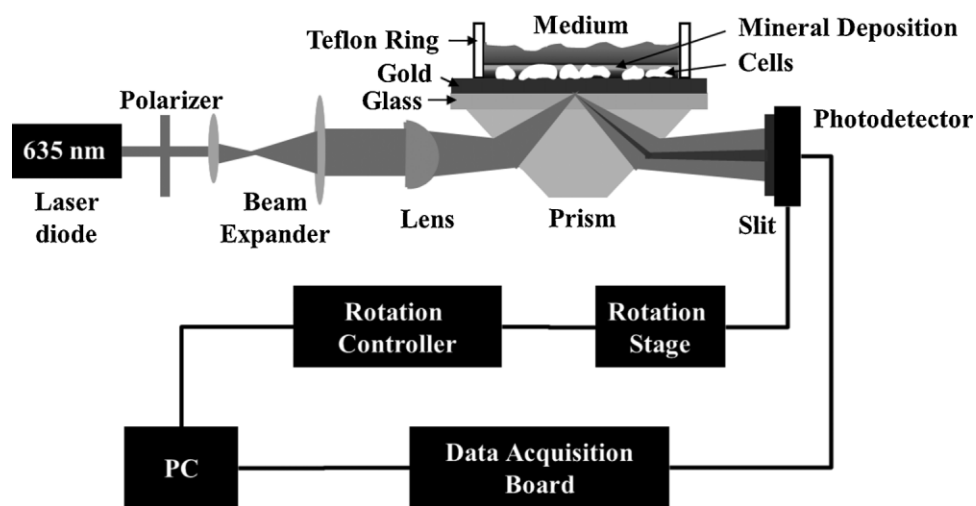 Medium
Teflon Ring
Mineral Deposition
Gold
Cells
Glass
Polarizer
Photodetector
635 nm
Laser
diode
Beam
Expander
Lens
Prism
Slit
Rotation
Controller
Rotation
Stage
PC
Data Acquisition
Board